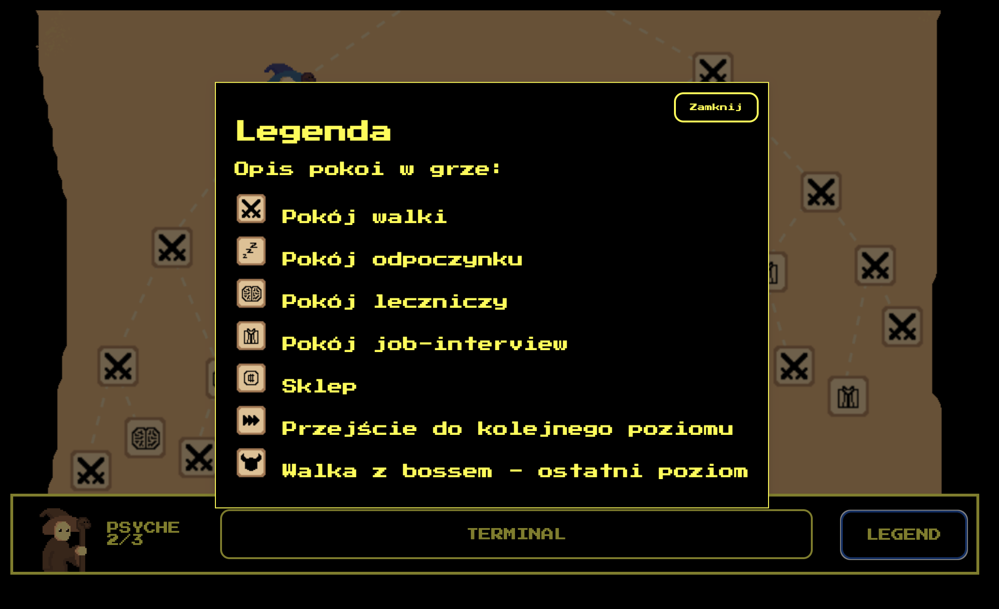 Zamknij
Legenda
Opis pokoi w grze:
Pokój walki
Pokój odpoczynku
Pokój leczniczy
Pokój job-interview
Sklep
Przejście do kolejnego poziomu
Walka z bossem - ostatni poziom
PSYCHE
2/3
TERMINAL
LEGEND